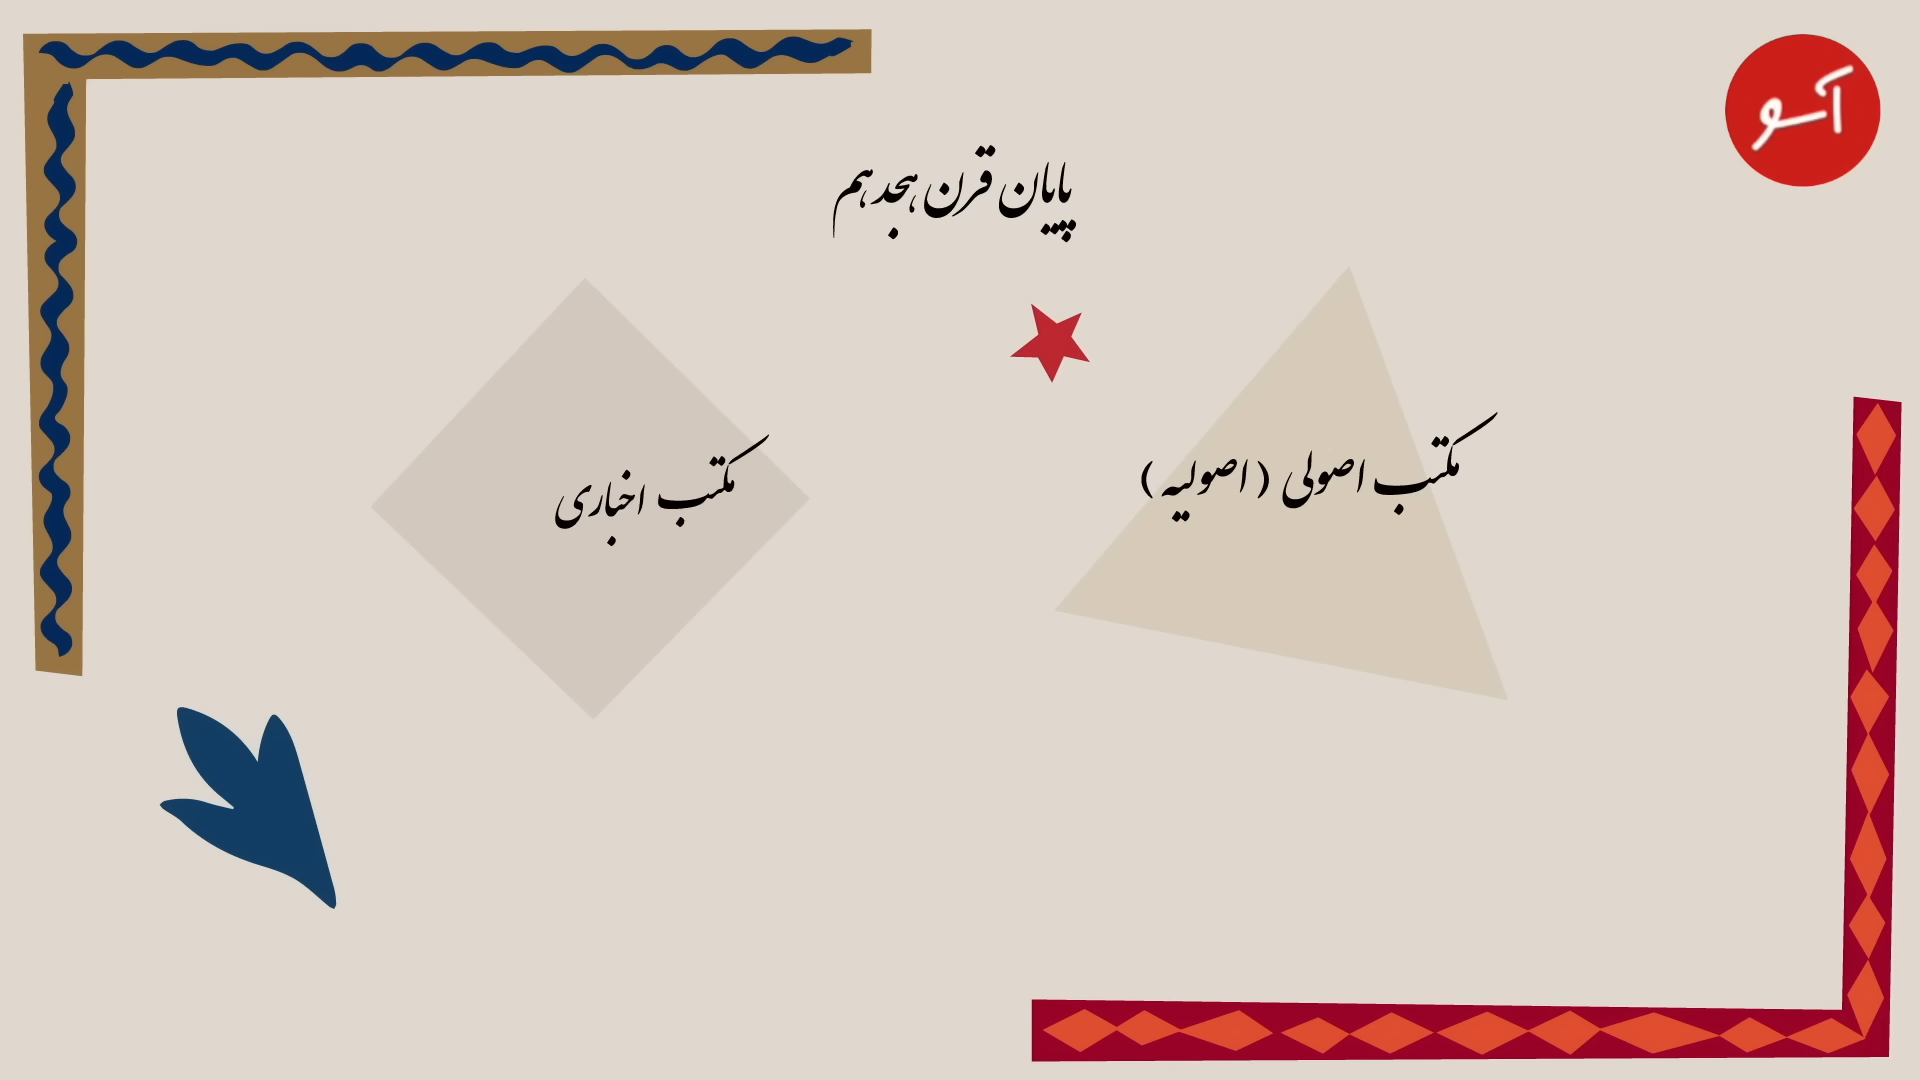 آسو
پایان قرن هجدهم
مکتب اصولی (اصولیه)
مکتب اخباری